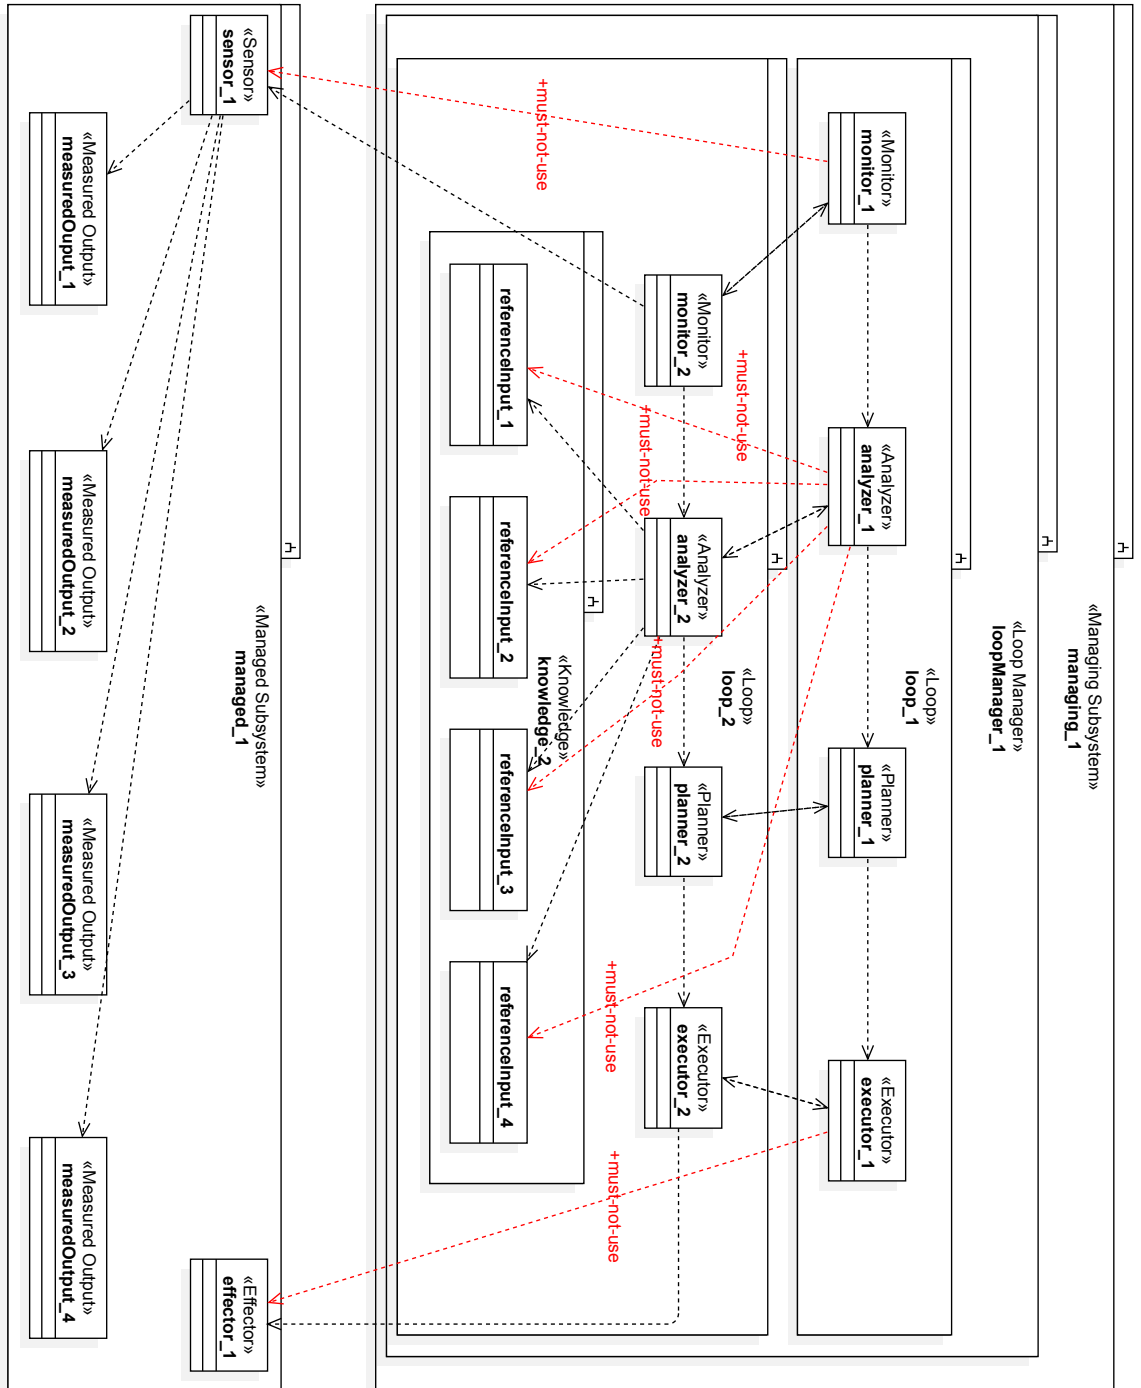 «Managing Subsystem»
managing_1
«Loop Manager»
loopManager_1
«Loop»
loop_1
«Monitor»
monitor_1
«Analyzer»
analyzer_1
«Planner»
planner_1
«Executor»
executor_1
«Loop»
loop_2
+must-not-use
«Monitor»
monitor_2
«Analyzer»
analyzer_2
«Planner»
planner_2
«Executor»
executor_2
+must-not-use
+must-not-use
+must-not-use
+must-not-use
+must-not-use
«Knowledge»
knowledge_2
referenceInput_1
referenceInput_2
referenceInput_3
referenceInput_4
«Managed Subsystem»
managed_1
«Sensor»
sensor_1
«Effector»
effector_1
«Measured Output»
measuredOuput_1
«Measured Output»
measuredOutput_2
«Measured Output»
measuredOutput_3
«Measured Output»
measuredOutput_4